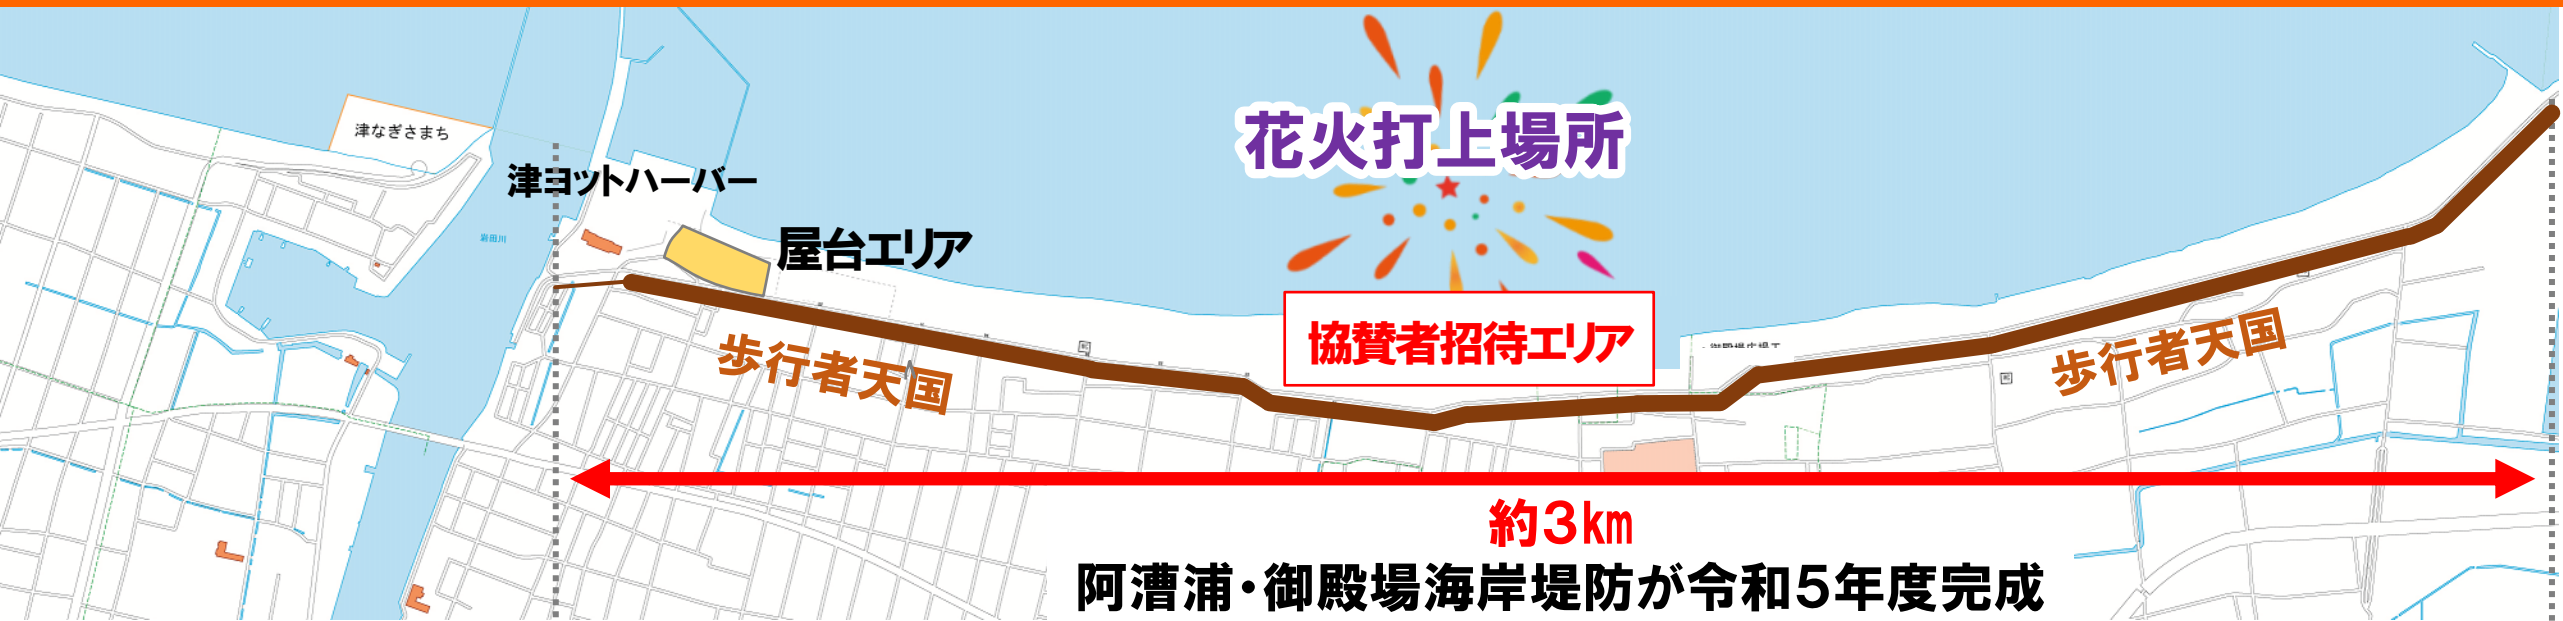 花火打上場所
津なぎさまち
津ヨットハーバー
岩田川
屋台エリア
協賛者招待エリア
歩行者天国
歩行者天国
約3km
阿漕浦・御殿場海岸堤防が令和5年度完成